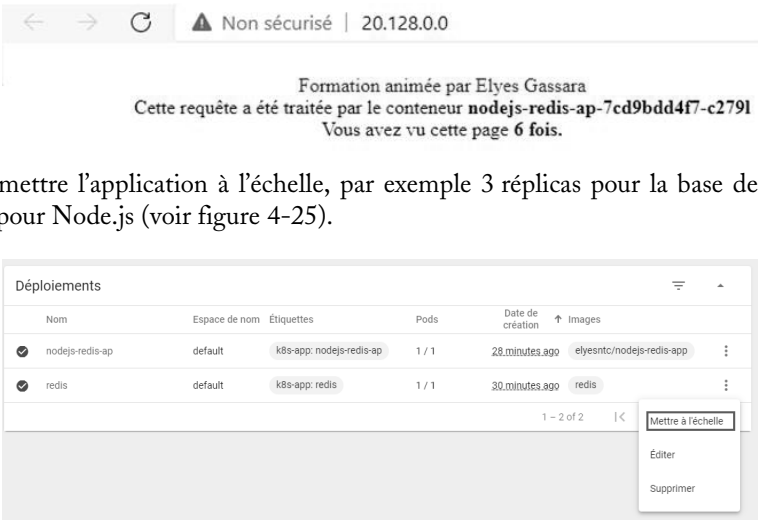 Non sécurisé | 20.128.0.0
Formation animée par Elyes Gassara
Cette requête a été traitée par le conteneur nodejs-redis-ap-7cd9bdd4f7-c279l
Vous avez vu cette page 6 fois.
mettre l'application à l'échelle, par exemple 3 réplicas pour la base de
pour Node.js (voir figure 4-25).
Déploiements
Nom Espace de nom Étiquettes Pods Date de création Images
nodejs-redis-ap default k8s-app: nodejs-redis-ap 1 / 1 28 minutes ago elyesntc/nodejs-redis-app
redis default k8s-app: redis 1 / 1 30 minutes ago redis
1 – 2 of 2
Mettre à l'échelle
Éditer
Supprimer